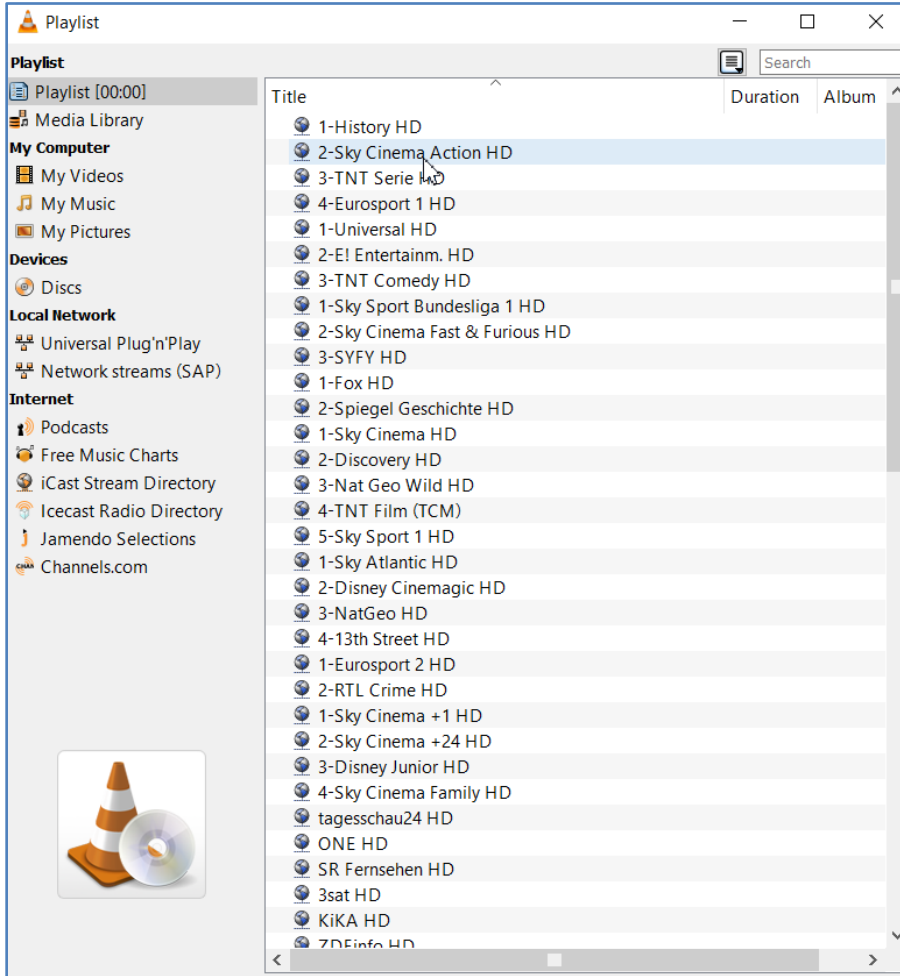 Playlist
Playlist
Search
Playlist [00:00]
Media Library
My Computer
My Videos
My Music
My Pictures
Devices
Discs
Local Network
Universal Plug'n'Play
Network streams (SAP)
Internet
Podcasts
Free Music Charts
iCast Stream Directory
Icecast Radio Directory
Jamendo Selections
Channels.com
Title Duration Album
1-History HD
2-Sky Cinema Action HD
3-TNT Serie HD
4-Eurosport 1 HD
1-Universal HD
2-E! Entertainm. HD
3-TNT Comedy HD
1-Sky Sport Bundesliga 1 HD
2-Sky Cinema Fast & Furious HD
3-SYFY HD
1-Fox HD
2-Spiegel Geschichte HD
1-Sky Cinema HD
2-Discovery HD
3-Nat Geo Wild HD
4-TNT Film (TCM)
5-Sky Sport 1 HD
1-Sky Atlantic HD
2-Disney Cinemagic HD
3-NatGeo HD
4-13th Street HD
1-Eurosport 2 HD
2-RTL Crime HD
1-Sky Cinema +1 HD
2-Sky Cinema +24 HD
3-Disney Junior HD
4-Sky Cinema Family HD
tagesschau24 HD
ONE HD
SR Fernsehen HD
3sat HD
KiKA HD
ZDFinfo HD